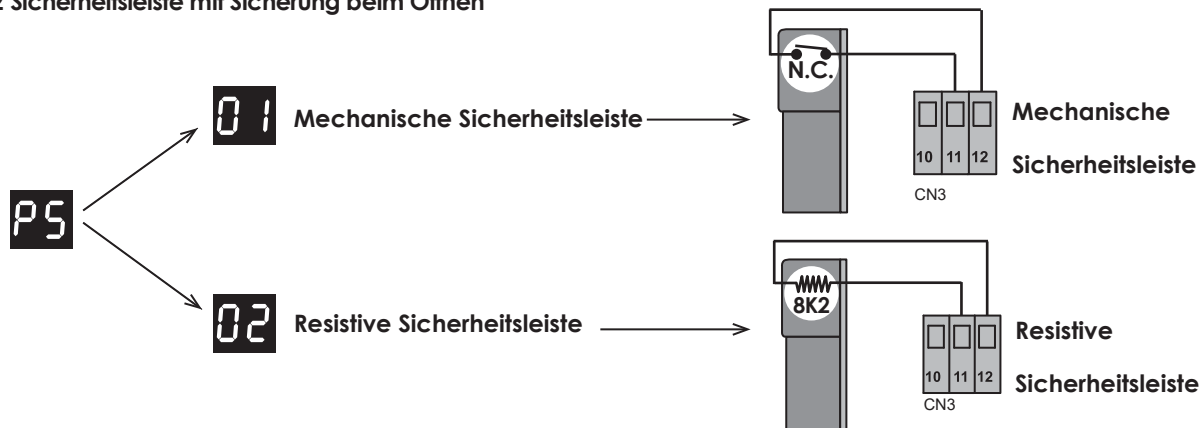 Sicherheitsleiste mit Sicherung beim Öffnen
N.C.
01 Mechanische Sicherheitsleiste
Mechanische
Sicherheitsleiste
10 11 12
CN3
PS
8K2
02 Resistive Sicherheitsleiste
Resistive
Sicherheitsleiste
10 11 12
CN3